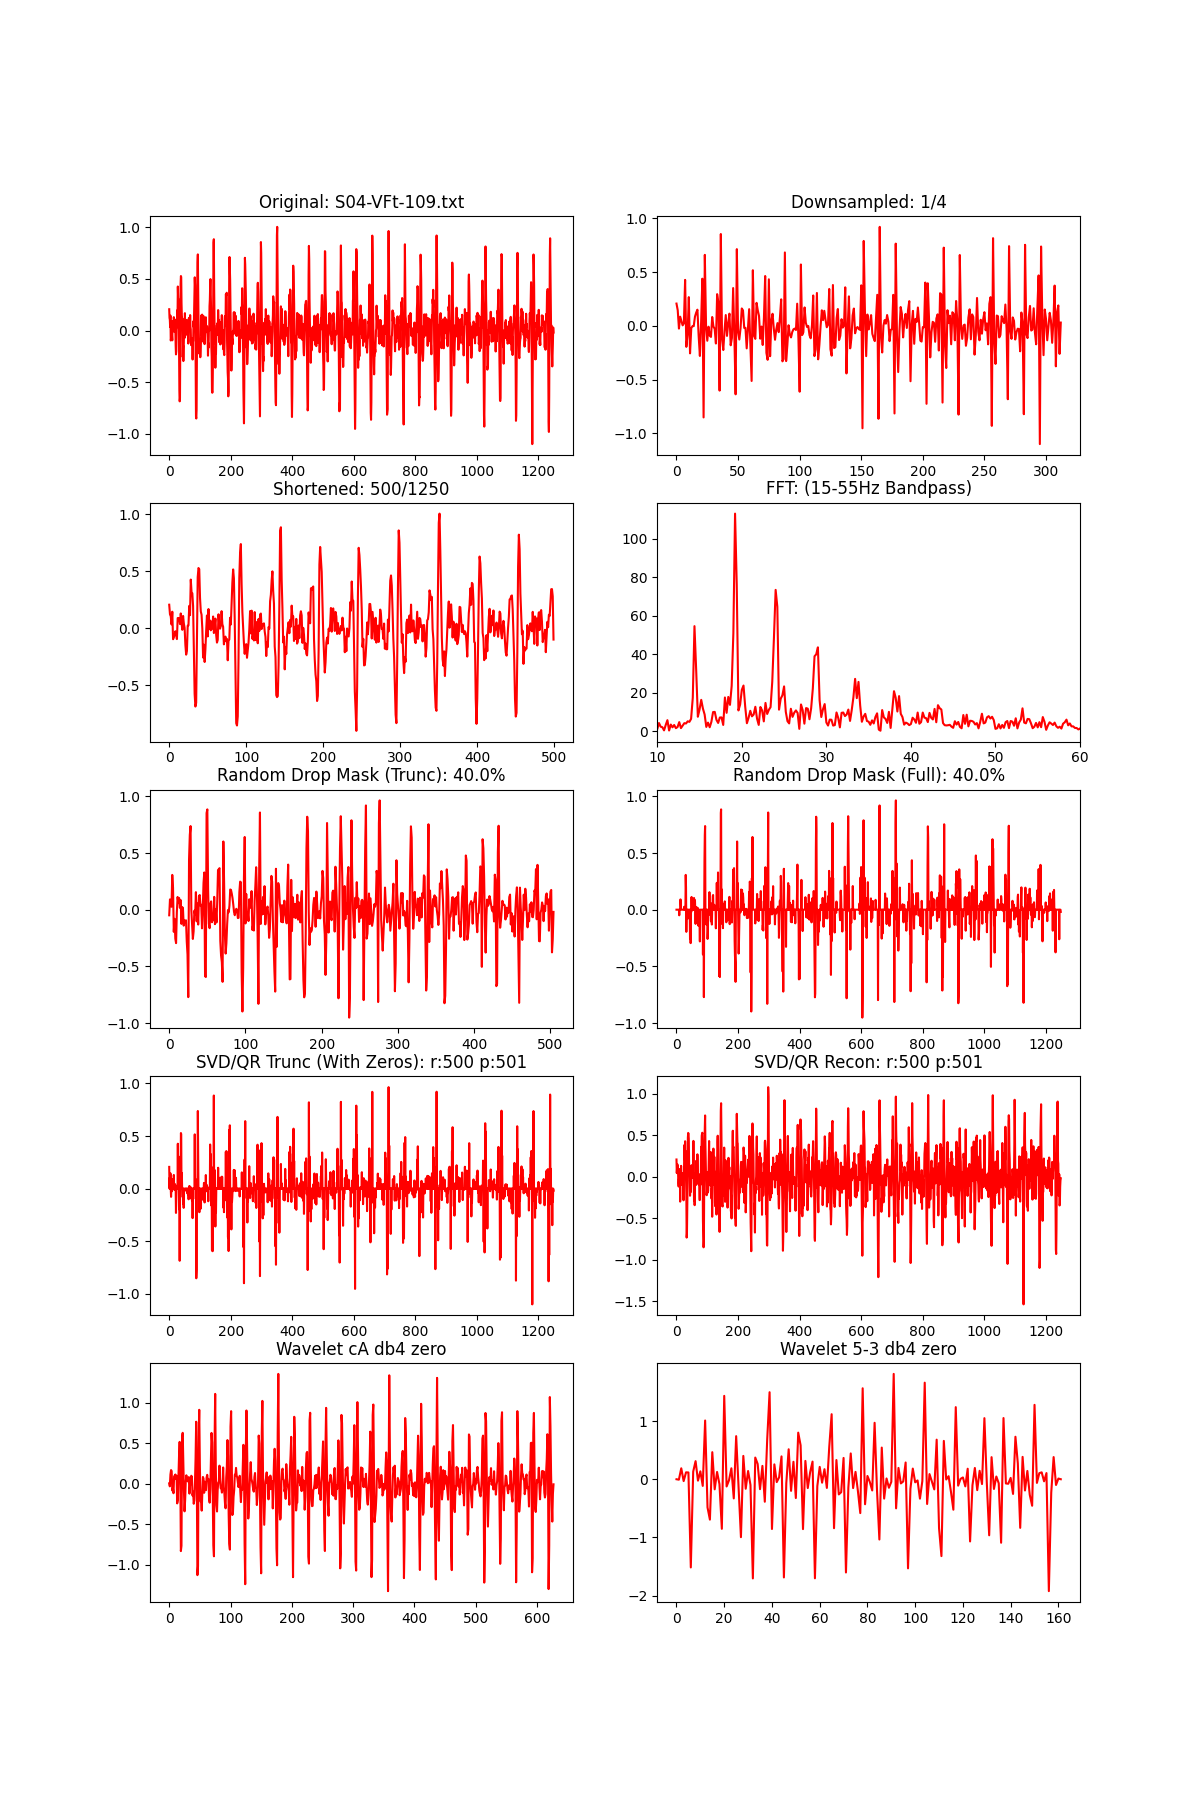 Original: S04-VFt-109.txt
1.0
0.5
0.0
−0.5
−1.0
0 200 400 600 800 1000 1200
Downsampled: 1/4
1.0
0.5
0.0
−0.5
−1.0
0 50 100 150 200 250 300
Shortened: 500/1250
1.0
0.5
0.0
−0.5
0 100 200 300 400 500
FFT: (15-55Hz Bandpass)
100
80
60
40
20
0
10 20 30 40 50 60
Random Drop Mask (Trunc): 40.0%
1.0
0.5
0.0
−0.5
−1.0
0 100 200 300 400 500
Random Drop Mask (Full): 40.0%
1.0
0.5
0.0
−0.5
−1.0
0 200 400 600 800 1000 1200
SVD/QR Trunc (With Zeros): r:500 p:501
1.0
0.5
0.0
−0.5
−1.0
0 200 400 600 800 1000 1200
SVD/QR Recon: r:500 p:501
1.0
0.5
0.0
−0.5
−1.0
−1.5
0 200 400 600 800 1000 1200
Wavelet cA db4 zero
1.0
0.5
0.0
−0.5
−1.0
0 100 200 300 400 500 600
Wavelet 5-3 db4 zero
1
0
−1
−2
0 20 40 60 80 100 120 140 160